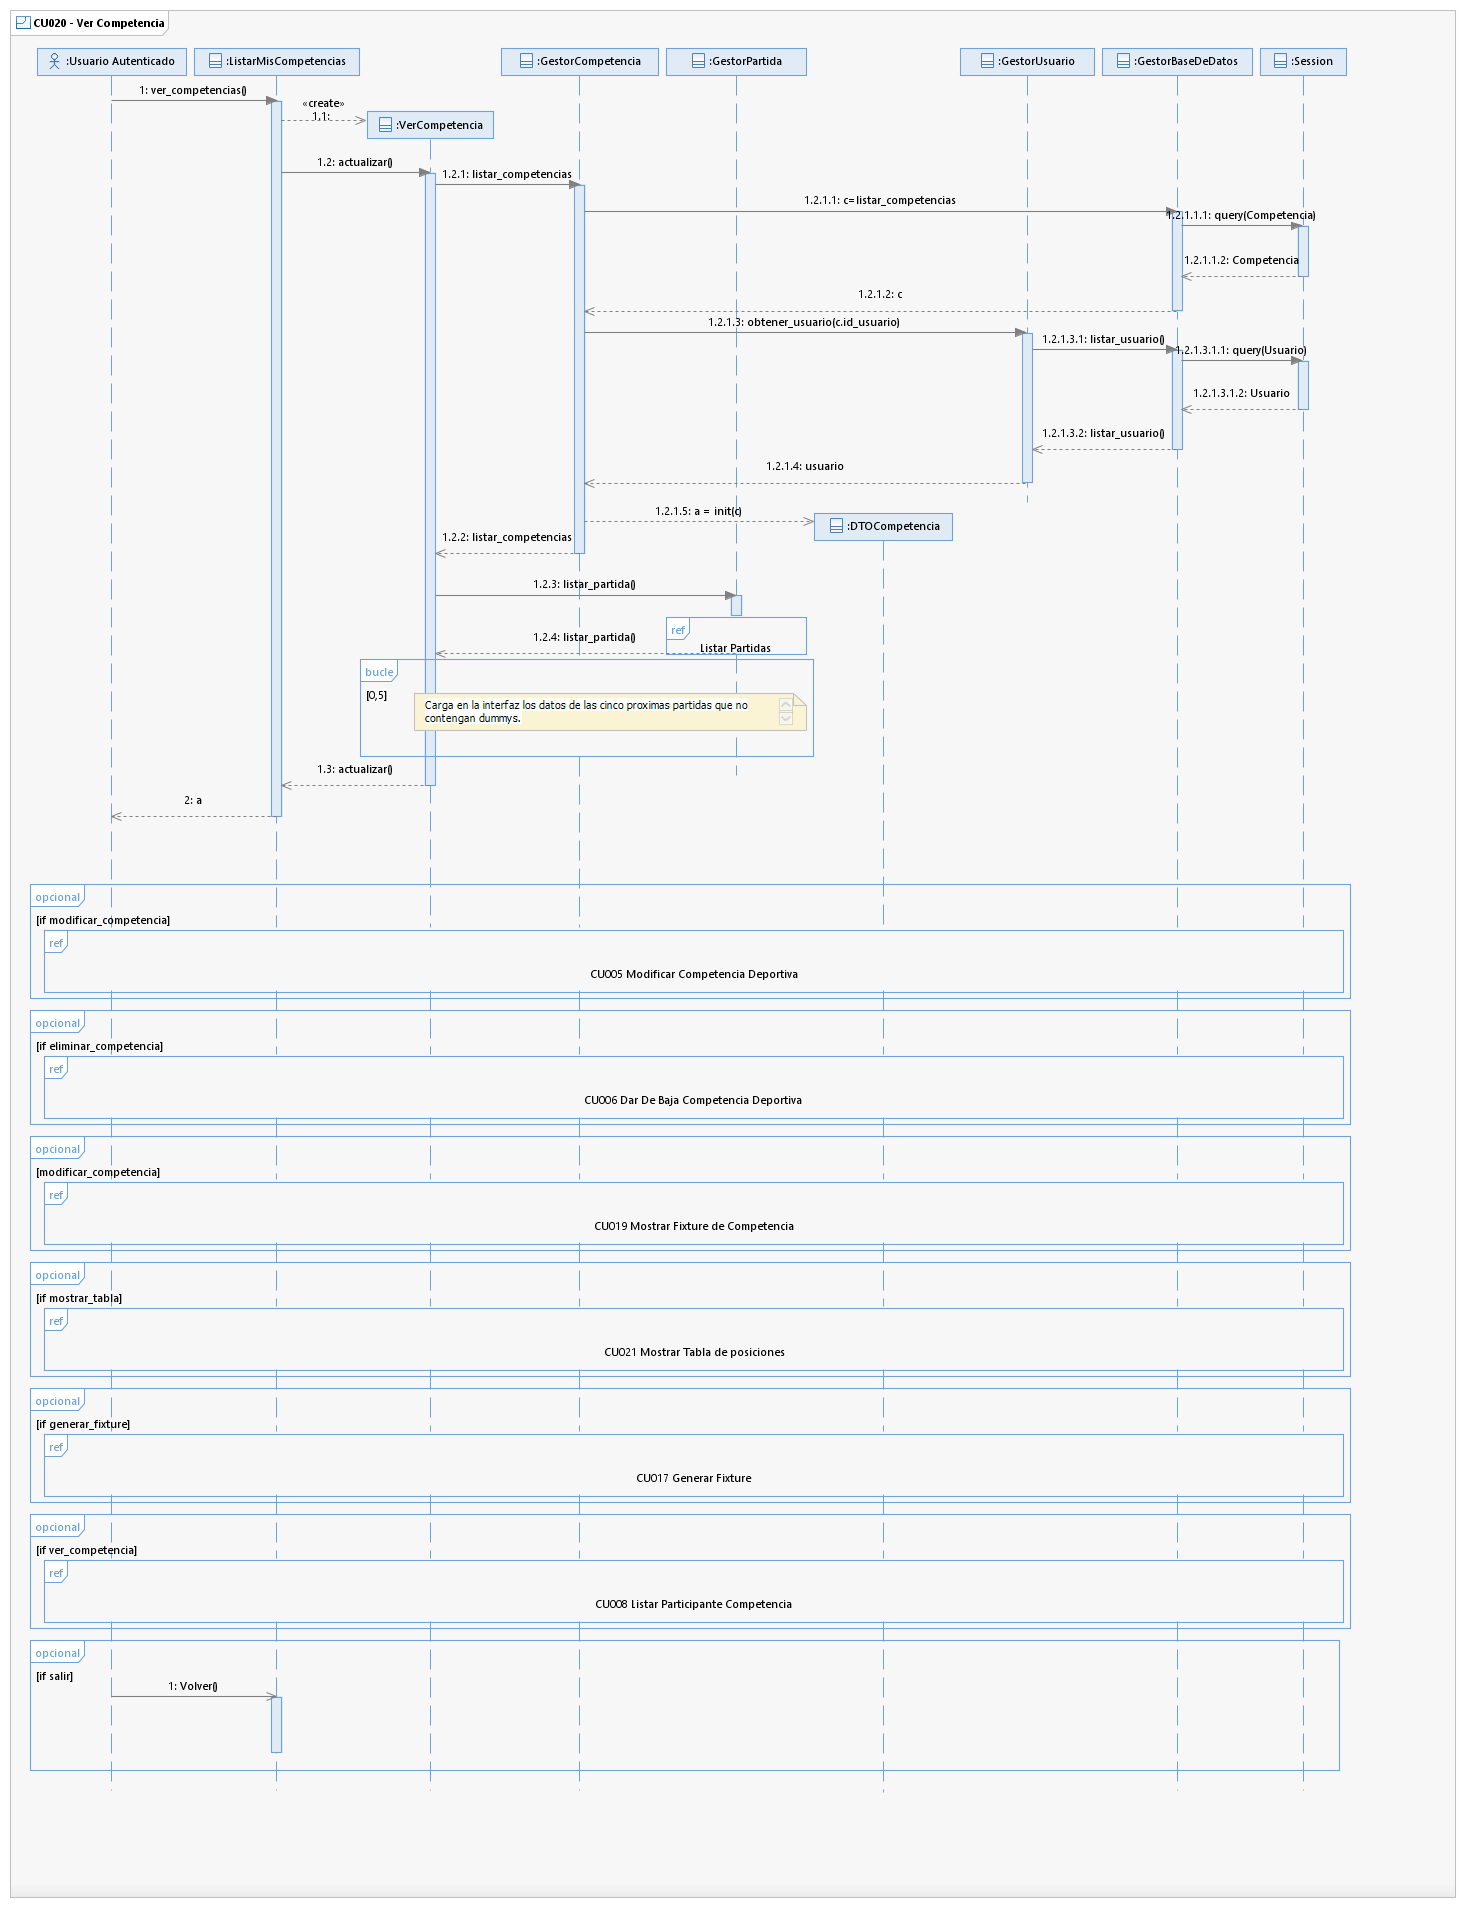 CU020 - Ver Competencia
:Usuario Autenticado
:ListarMisCompetencias
:GestorCompetencia
:GestorPartida
:GestorUsuario
:GestorBaseDeDatos
:Session
1: ver_competencias()
«create»
1.1:
:VerCompetencia
1.2: actualizar()
1.2.1: listar_competencias
1.2.1.1: c=listar_competencias
1.2.1.1.1: query(Competencia)
1.2.1.1.2: Competencia
1.2.1.2: c
1.2.1.3: obtener_usuario(c.id_usuario)
1.2.1.3.1: listar_usuario()
1.2.1.3.1.1: query(Usuario)
1.2.1.3.1.2: Usuario
1.2.1.3.2: listar_usuario()
1.2.1.4: usuario
1.2.1.5: a = init(c)
:DTOCompetencia
1.2.2: listar_competencias
1.2.3: listar_partida()
ref
1.2.4: listar_partida()
Listar Partidas
bucle
[0,5]
Carga en la interfaz los datos de las cinco proximas partidas que no
contengan dummys.
1.3: actualizar()
2: a
opcional
[if modificar_competencia]
ref
CU005 Modificar Competencia Deportiva
opcional
[if eliminar_competencia]
ref
CU006 Dar De Baja Competencia Deportiva
opcional
[modificar_competencia]
ref
CU019 Mostrar Fixture de Competencia
opcional
[if mostrar_tabla]
ref
CU021 Mostrar Tabla de posiciones
opcional
[if generar_fixture]
ref
CU017 Generar Fixture
opcional
[if ver_competencia]
ref
CU008 Listar Participante Competencia
opcional
[if salir]
1: Volver()